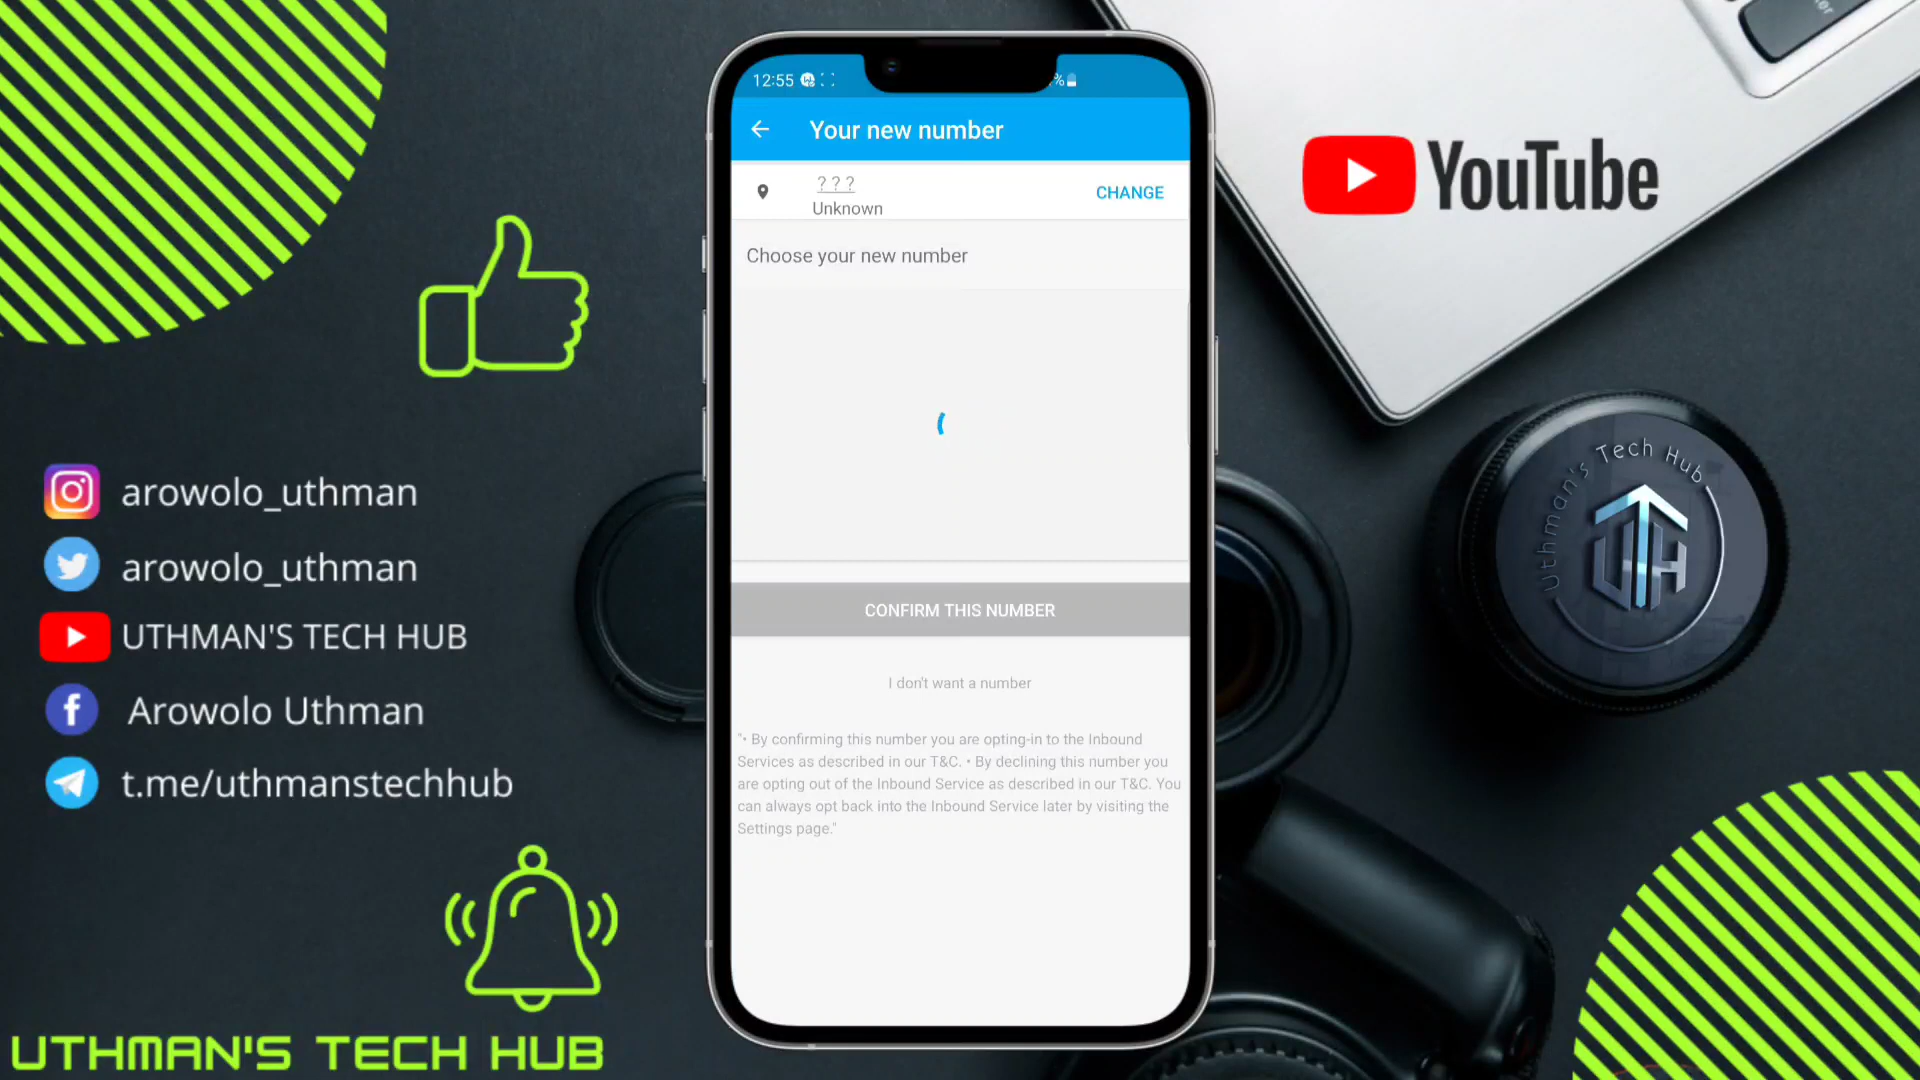 12:55
%
Your new number
? ? ?
Unknown
CHANGE
Choose your new number
CONFIRM THIS NUMBER
I don't want a number
"• By confirming this number you are opting-in to the Inbound
Services as described in our T&C. • By declining this number you
are opting out of the Inbound Service as described in our T&C. You
can always opt back into the Inbound Service later by visiting the
Settings page."
arowolo_uthman
arowolo_uthman
UTHMAN'S TECH HUB
Arowolo Uthman
t.me/uthmanstechhub
UTHMAN'S TECH HUB
YouTube
Uthman's Tech Hub
UTH